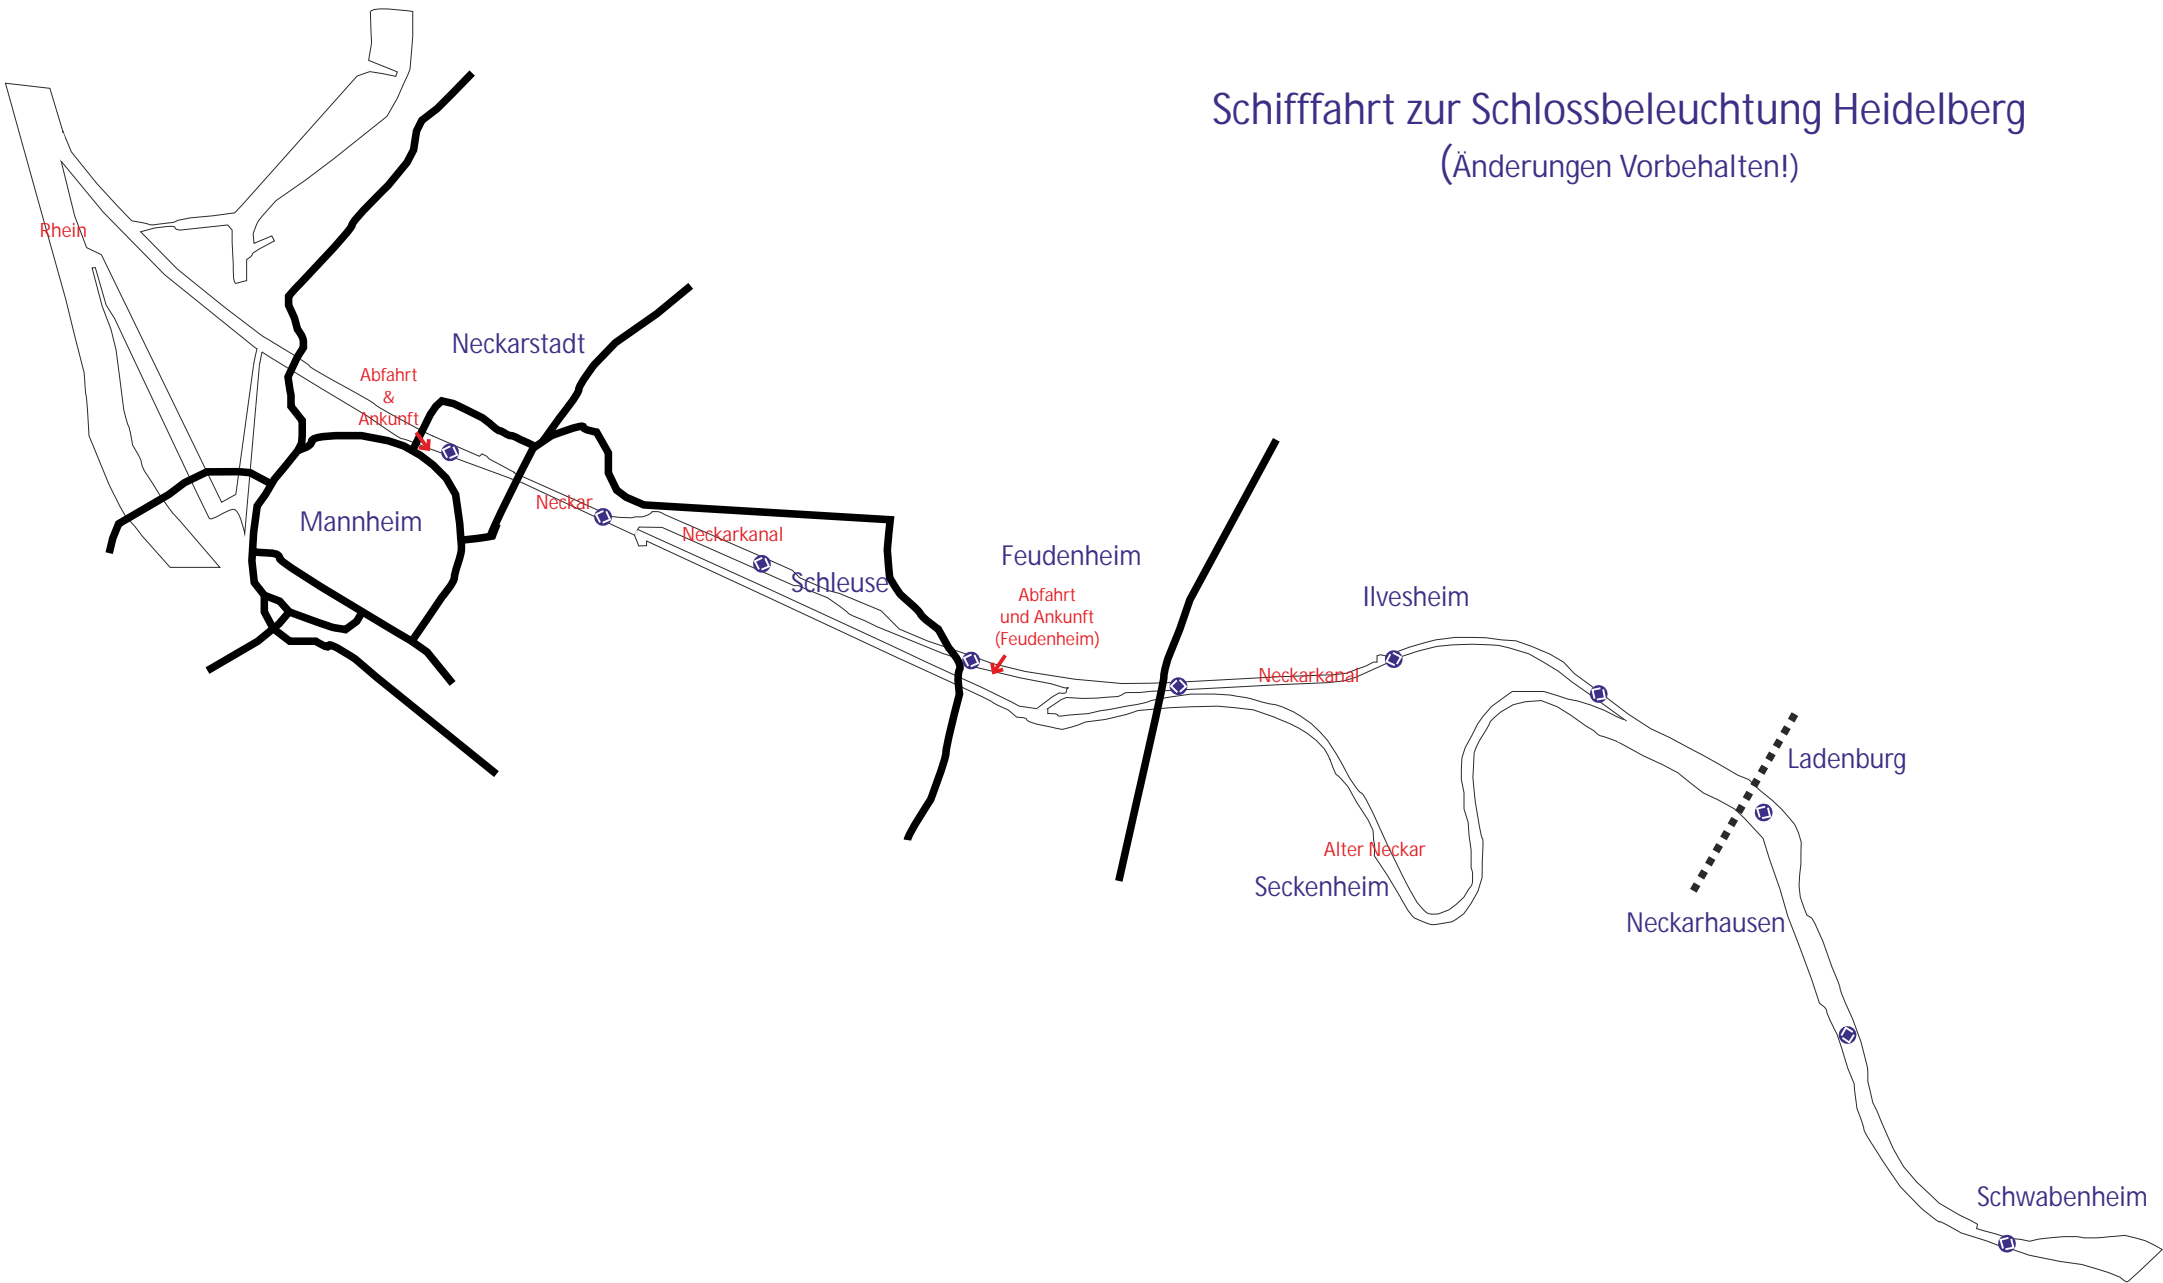 Schifffahrt zur Schlossbeleuchtung Heidelberg
(Änderungen Vorbehalten!)
Rhein
Neckarstadt
Abfahrt
&
Ankunft
Mannheim
Neckar
Neckarkanal
Schleuse
Feudenheim
Abfahrt
und Ankunft
(Feudenheim)
Ilvesheim
Neckarkanal
Ladenburg
Alter Neckar
Seckenheim
Neckarhausen
Schwabenheim